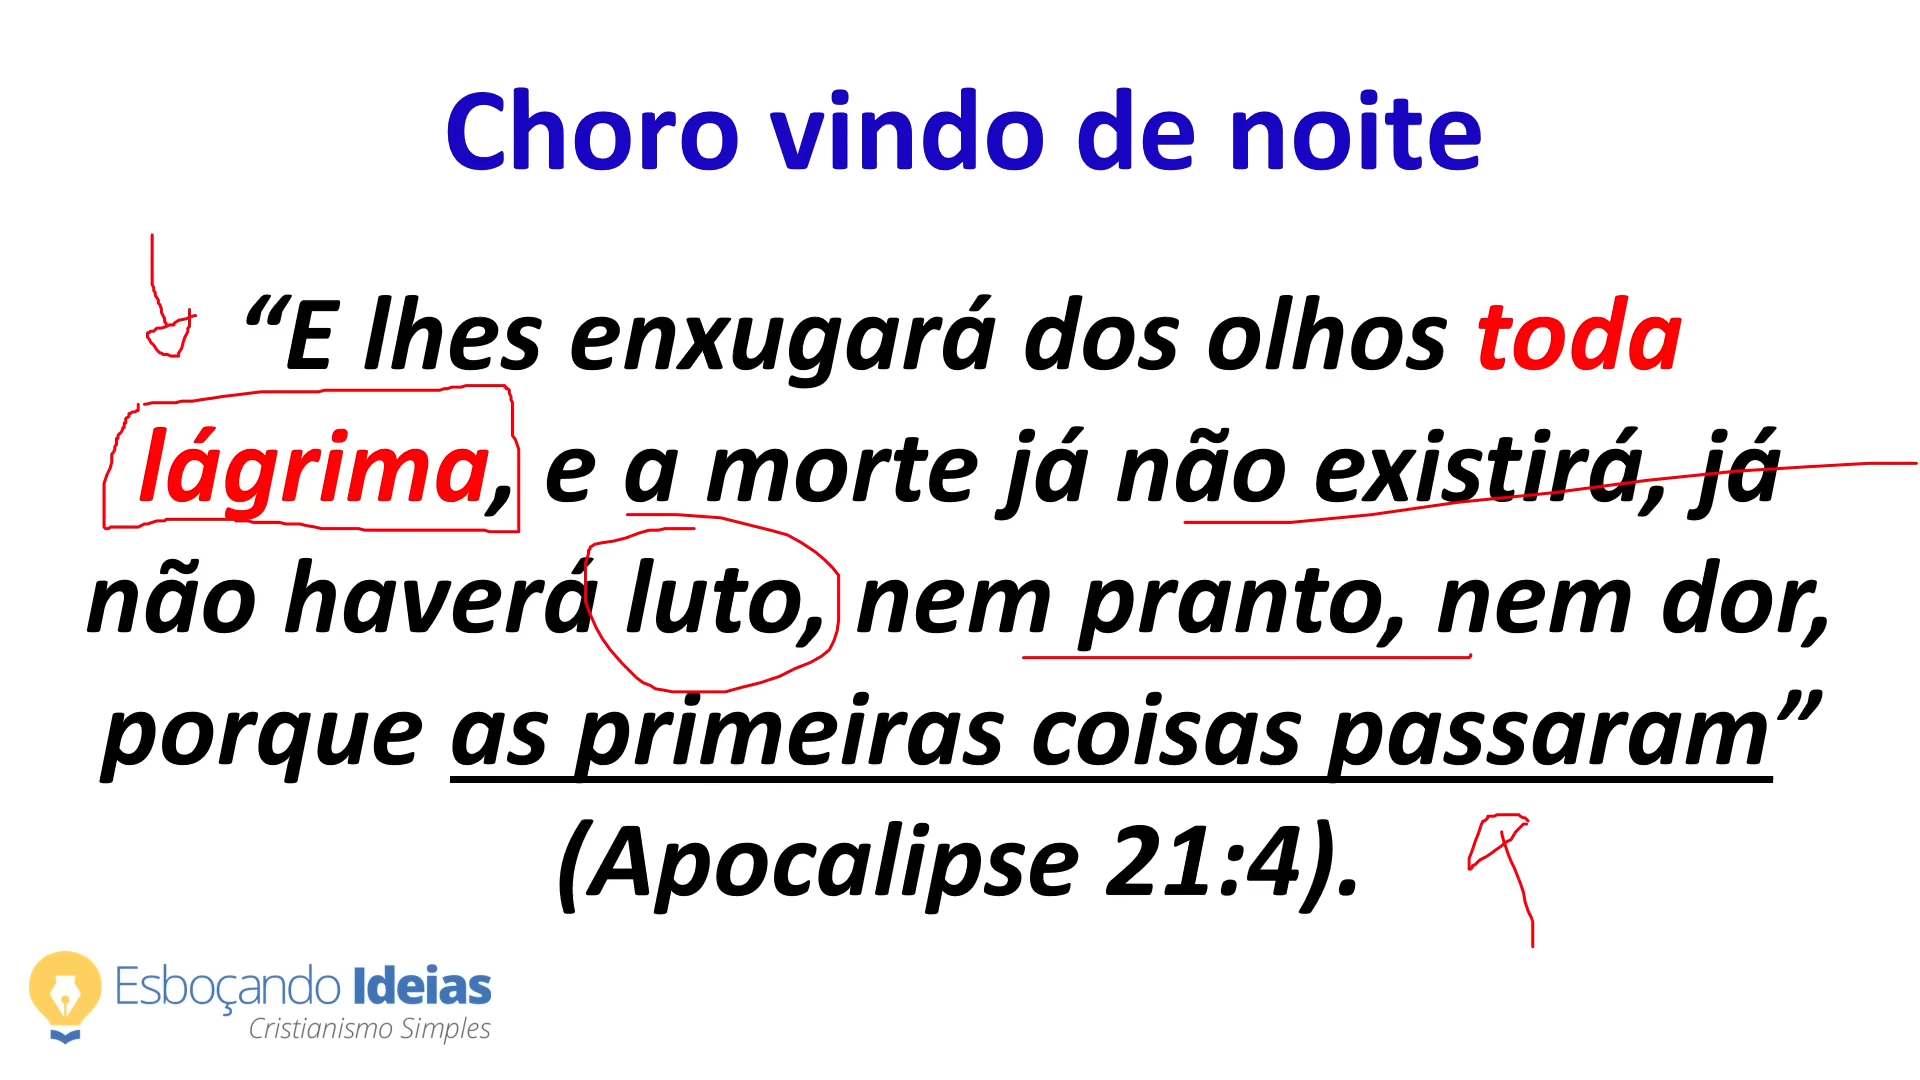 Choro vindo de noite
“E lhes enxugará dos olhos toda
lágrima, e a morte já não existirá, já
não haverá luto, nem pranto, nem dor,
porque as primeiras coisas passaram”
(Apocalipse 21:4).
Esboçando Ideias
Cristianismo Simples